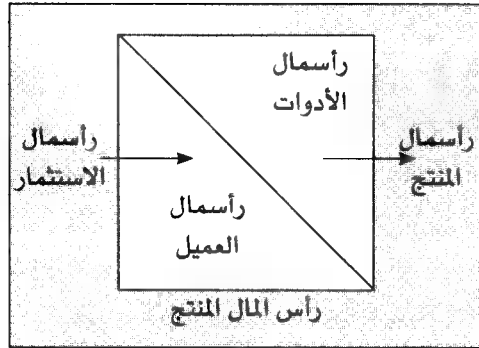 رأسمال
الأدوات
رأسمال
المنتج
رأسمال
الاستثمار
رأسمال
العميل
رأس المال المنتج